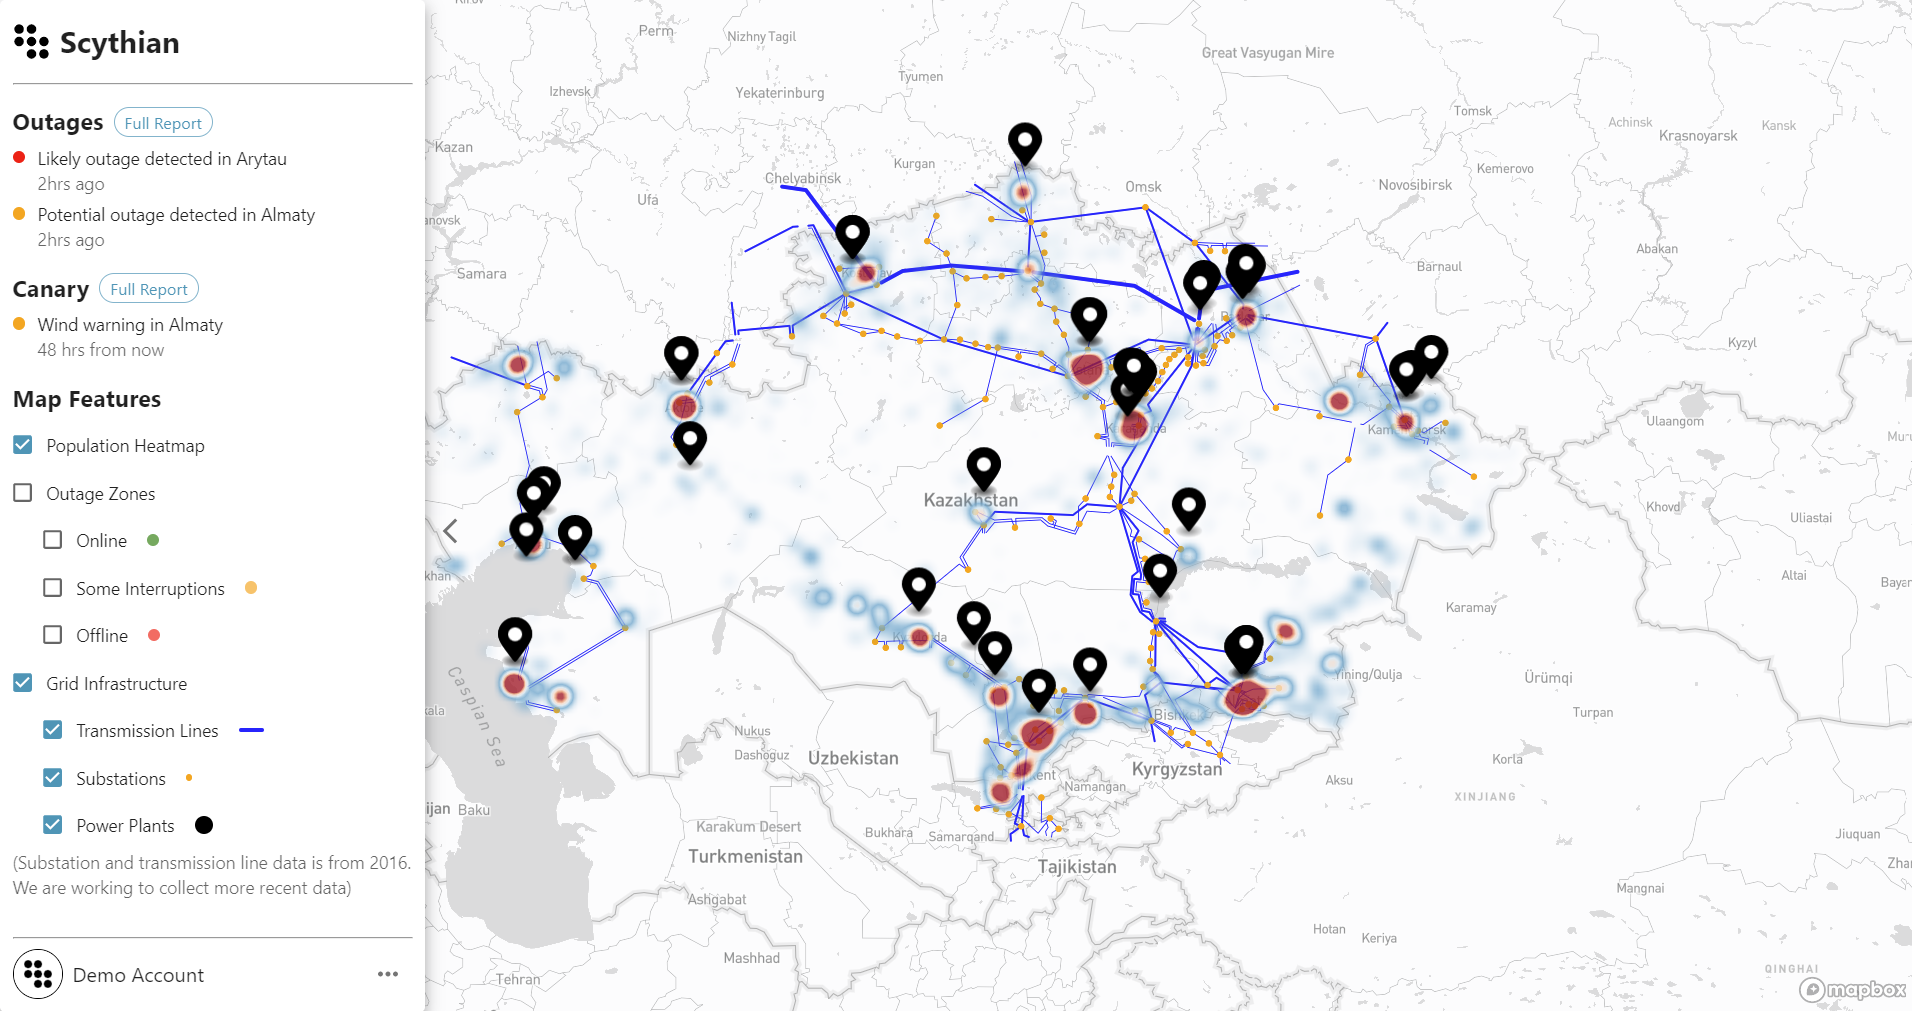 Scythian
Outages
Full Report
Likely outage detected in Arytau
2hrs ago
Potential outage detected in Almaty
2hrs ago
Canary
Full Report
Wind warning in Almaty
48 hrs from now
Map Features
Population Heatmap
Outage Zones
Online
Some Interruptions
Offline
Grid Infrastructure
Transmission Lines
Substations
Power Plants
(Substation and transmission line data is from 2016.
We are working to collect more recent data)
Demo Account
Perm
Nizhny Tagil
Great Vasyugan Mire
Tyumen
Izhevsk
Yekaterinburg
Tomsk
Achinsk
Krasnoyarsk
Kansk
Kazan
Kurgan
Kemerovo
Chelyabinsk
Omsk
Novosibirsk
Ufa
anovsk
Abakan
Samara
Barnaul
Kyzyl
Ulaangom
Kazakhstan
Khovd
Uliastai
khan
Altai
Bayan
Karamay
Yining/Qulja
Ürümqi
Caspian Sea
kala
Turpan
Nukus
Dashoguz
Uzbekistan
Kyrgyzstan
Korla
Aksu
Namangan
XINJIANG
ijan
Baku
Karakum Desert
Bukhara
Samarqand
Jiuquan
Turkmenistan
Tajikistan
Mangnai
Ashgabat
Hotan
Keriya
Mashhad
Tehran
QINGHAI
mapbox